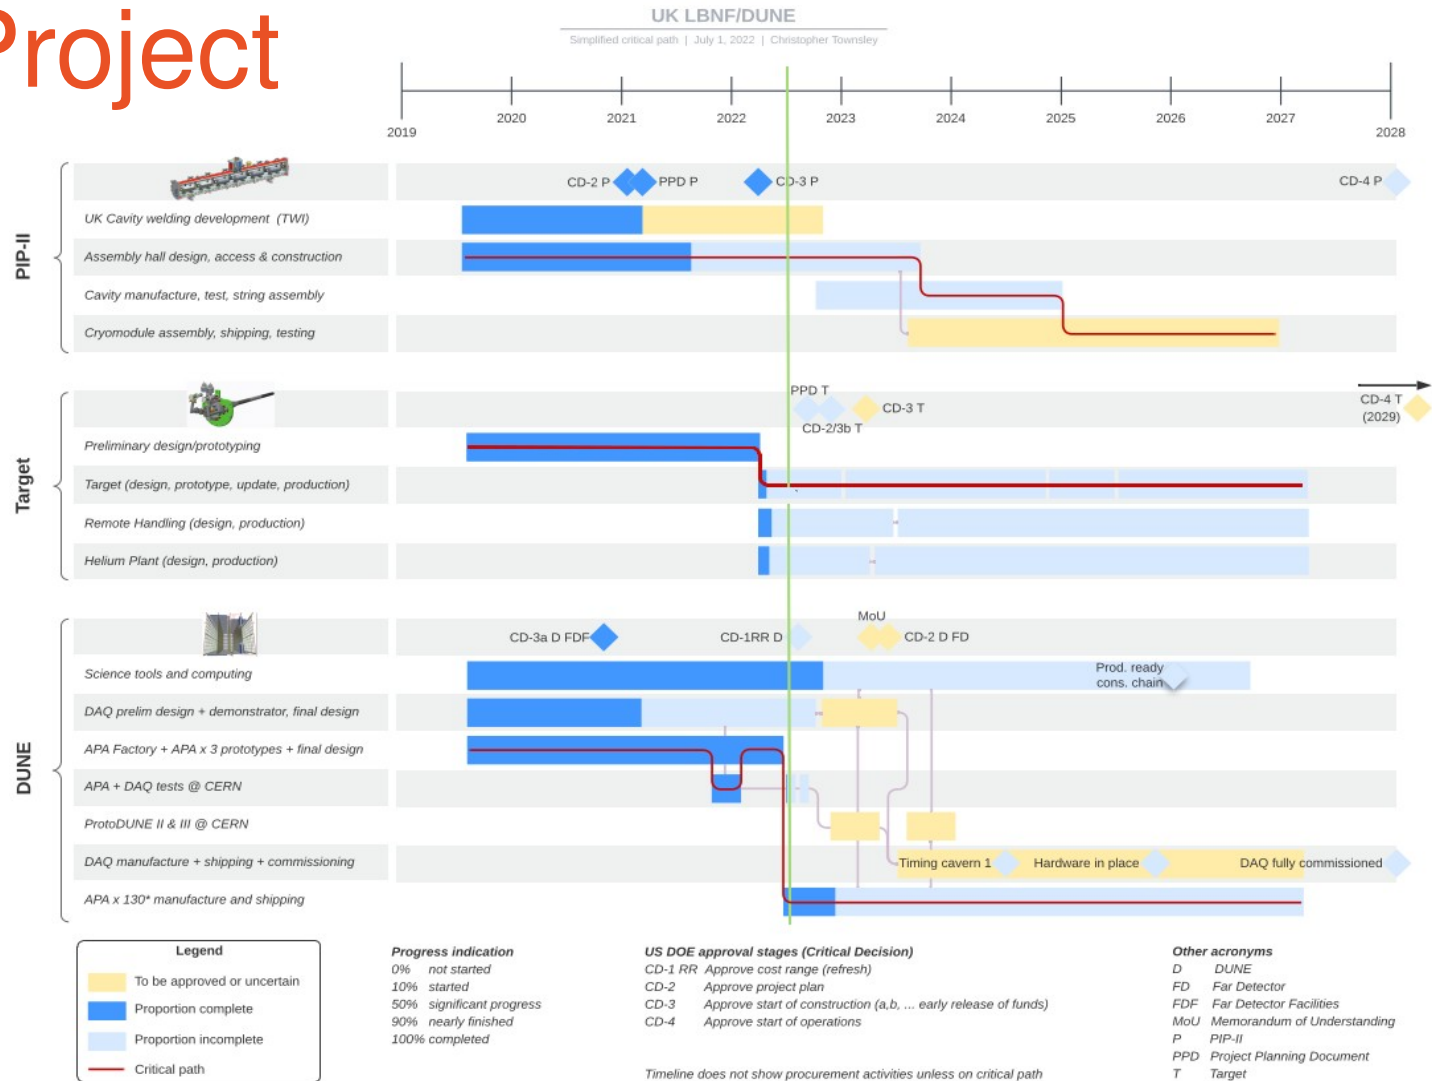 Project
UK LBNF/DUNE
Simplified critical path | July 1, 2022 | Christopher Townsley
2019
2020
2021
2022
2023
2024
2025
2026
2027
2028
PIP-II
CD-2 P
PPD P
CD-3 P
CD-4 P
UK Cavity welding development (TWI)
Assembly hall design, access & construction
Cavity manufacture, test, string assembly
Cryomodule assembly, shipping, testing
Target
PPD T
CD-3 T
CD-2/3b T
CD-4 T
(2029)
Preliminary design/prototyping
Target (design, prototype, update, production)
Remote Handling (design, production)
Helium Plant (design, production)
DUNE
CD-3a D FDF
CD-1RR D
MoU
CD-2 D FD
Science tools and computing
Prod. ready
cons. chain
DAQ prelim design + demonstrator, final design
APA Factory + APA x 3 prototypes + final design
APA + DAQ tests @ CERN
ProtoDUNE II & III @ CERN
DAQ manufacture + shipping + commissioning
Timing cavern 1
Hardware in place
DAQ fully commissioned
APA x 130* manufacture and shipping
Legend
To be approved or uncertain
Proportion complete
Proportion incomplete
Critical path
Progress indication
0% not started
10% started
50% significant progress
90% nearly finished
100% completed
US DOE approval stages (Critical Decision)
CD-1 RR Approve cost range (refresh)
CD-2 Approve project plan
CD-3 Approve start of construction (a,b, ... early release of funds)
CD-4 Approve start of operations
Timeline does not show procurement activities unless on critical path
Other acronyms
D DUNE
FD Far Detector
FDF Far Detector Facilities
MoU Memorandum of Understanding
P PIP-II
PPD Project Planning Document
T Target